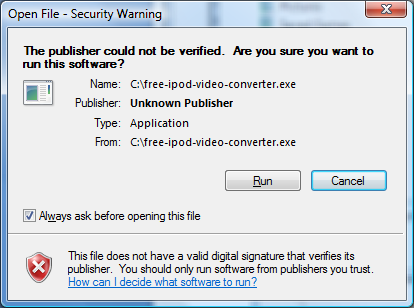 Open File - Security Warning
The publisher could not be verified. Are you sure you want to
run this software?
Name: C:\free-ipod-video-converter.exe
Publisher: Unknown Publisher
Type: Application
From: C:\free-ipod-video-converter.exe
Run Cancel
Always ask before opening this file
This file does not have a valid digital signature that verifies its
publisher. You should only run software from publishers you trust.
How can I decide what software to run?